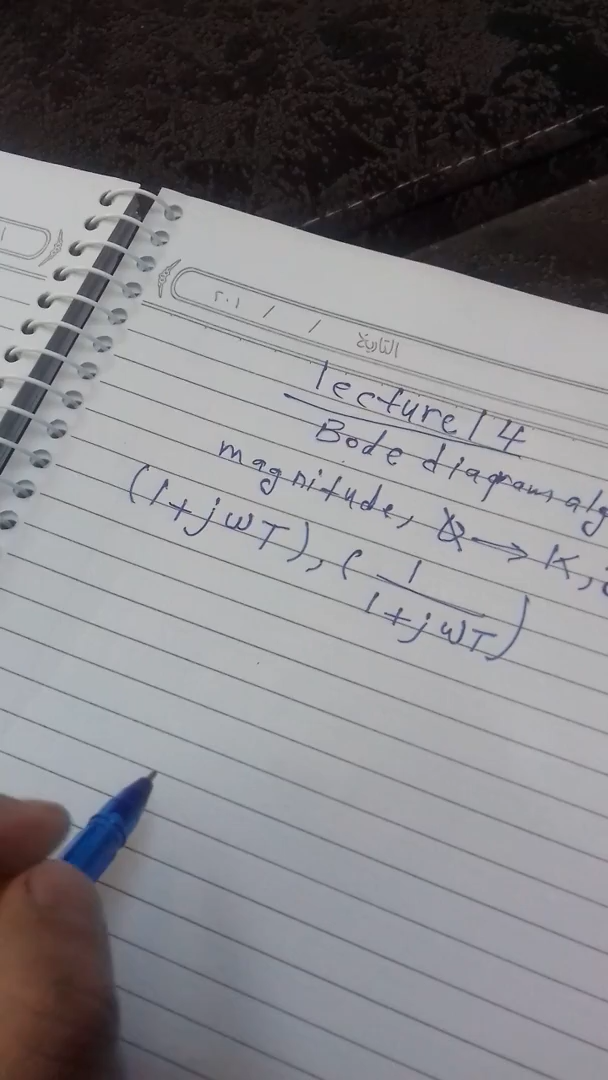 ٢٠١ / / التاريخ
lecture 14
Bode diagrams
magnitude, → K,
(1+jωT), (1/(1+jωT))